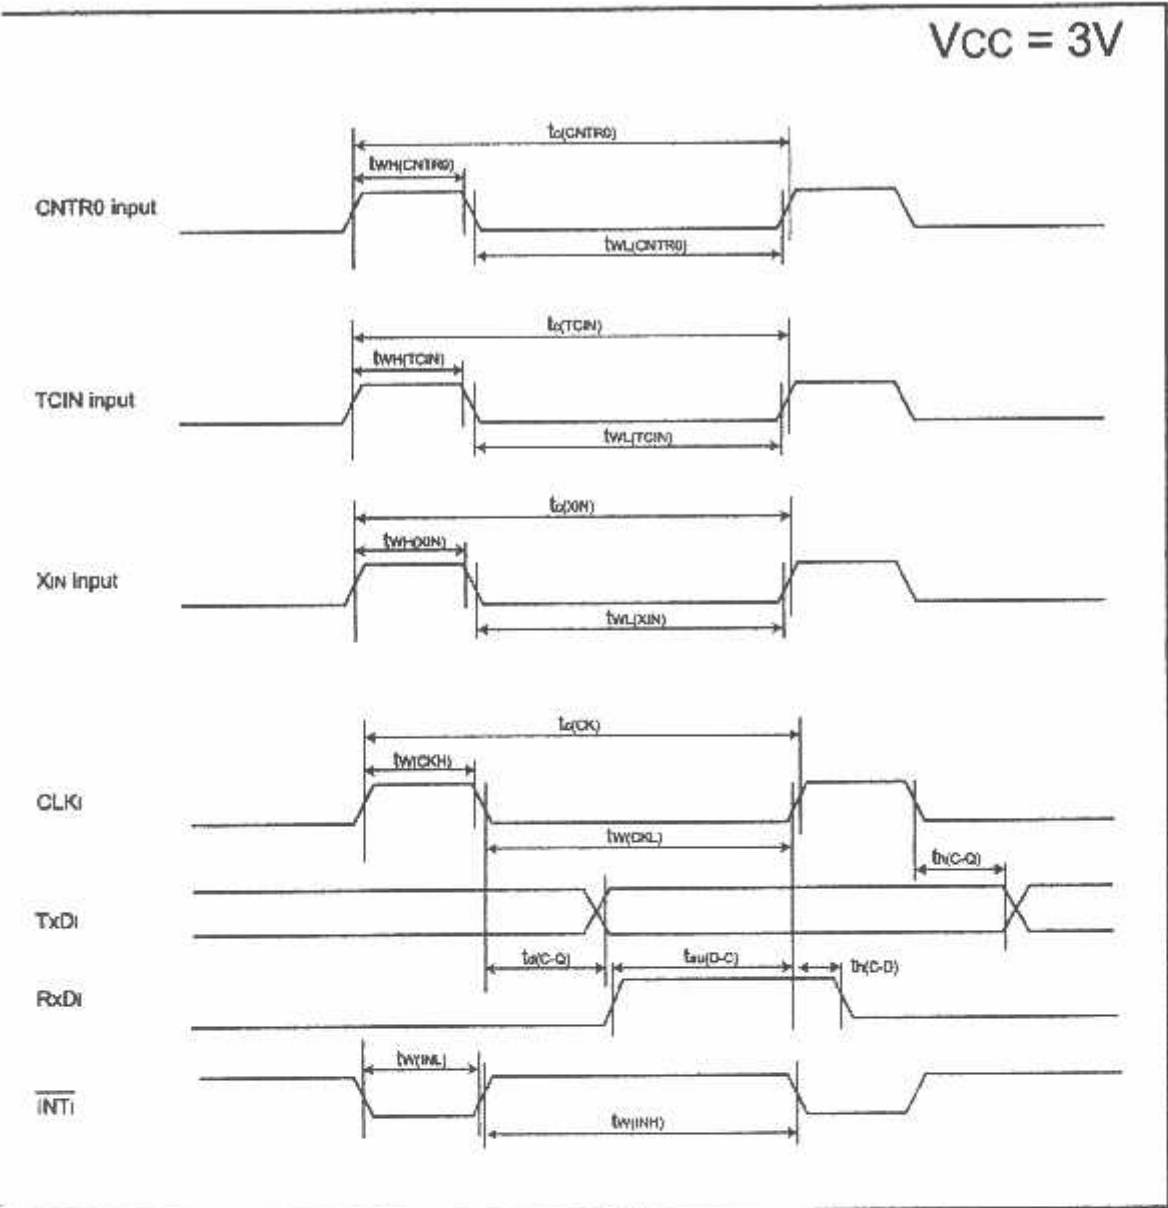 VCC = 3V
tc(CNTR0)
tWH(CNTR0)
CNTR0 input
tWL(CNTR0)
tc(TCIN)
tWH(TCIN)
TCIN input
tWL(TCIN)
tc(XIN)
tWH(XIN)
XIN input
tWL(XIN)
tc(CK)
tW(CKH)
CLKi
tW(CKL)
th(C-Q)
TxDi
td(C-Q)
tsu(D-C)
th(C-D)
RxDi
tW(INL)
INTi
tW(INH)